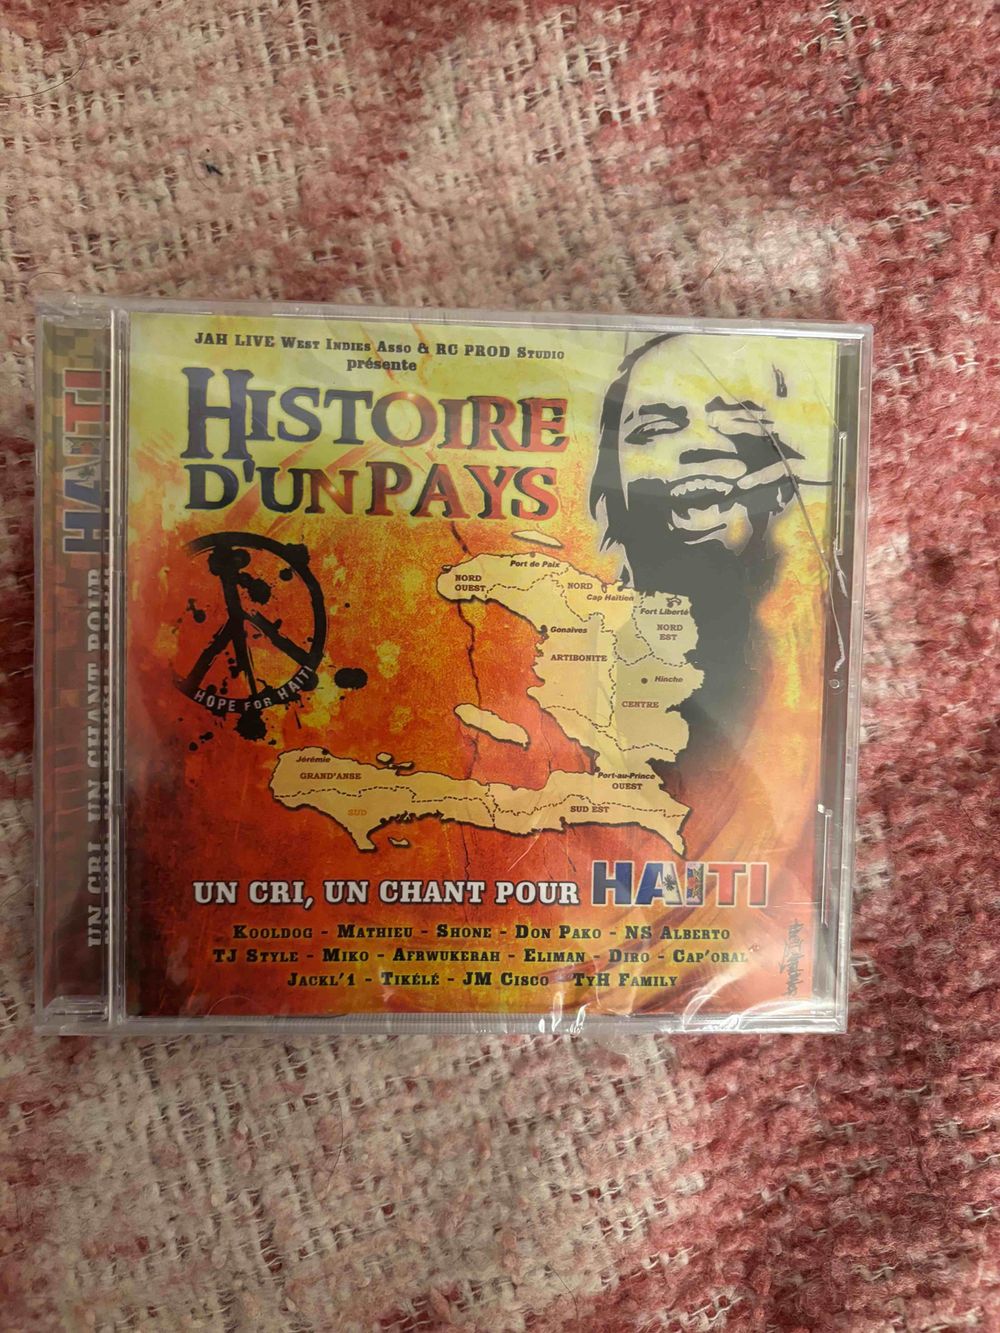 JAH LIVE West Indies Asso & RC PROD Studio
présente
HISTOIRE
D'UN PAYS
HOPE FOR HAITI
Port de Paix
NORD
OUEST
NORD
Cap Haïtien
Fort Liberté
NORD
EST
Gonaïves
ARTIBONITE
Hinche
CENTRE
Jérémie
GRAND'ANSE
Port-au-Prince
OUEST
SUD
SUD EST
UN CRI, UN CHANT POUR HAÏTI
Kooldog - Mathieu - Shone - Don Pako - NS Alberto
TJ Style - Miko - Afrwukerah - Eliman - Diro - Cap'oral
Jackl'1 - Tikélé - JM Cisco - TyH Family
UN CRI, UN CHANT POUR HAÏTI